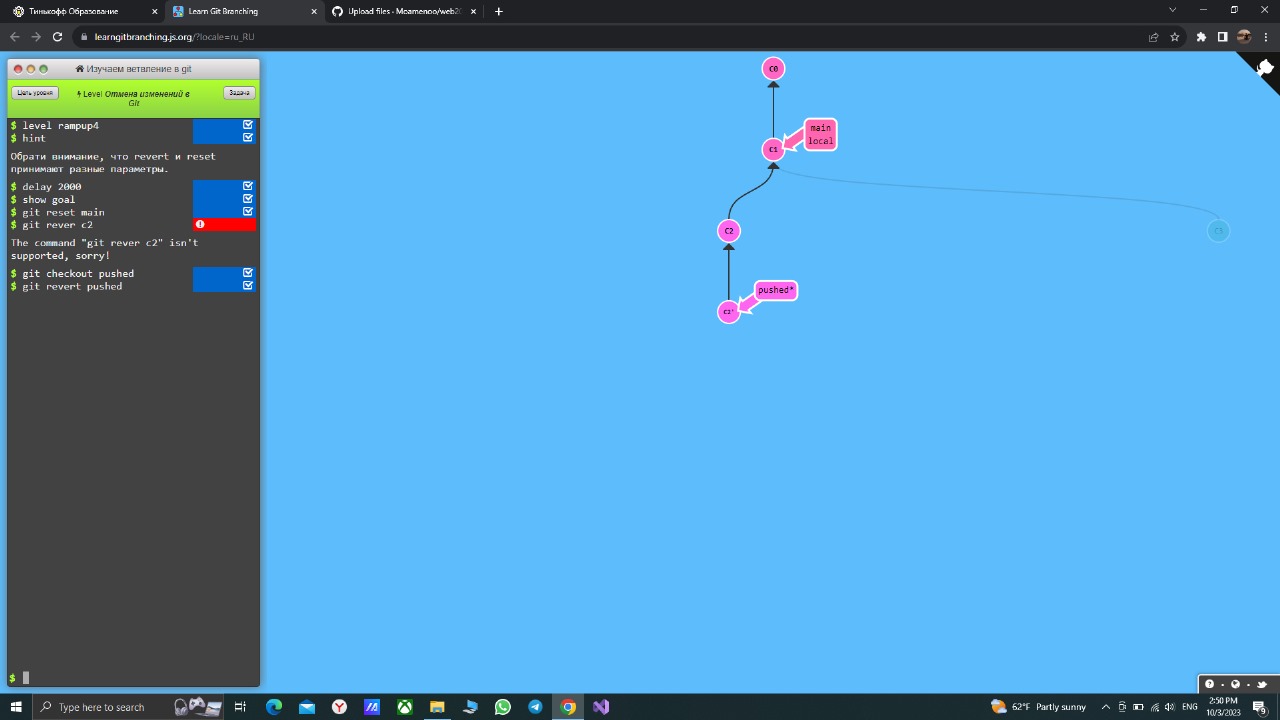 Тинькофф Образование
Learn Git Branching
Upload files · Moamenoo/web20
learngitbranching.js.org/?locale=ru_RU
Изучаем ветвление в git
Цель уровня
Level Отмена изменений в
Git
Задача
$ level rampup4
$ hint
Обрати внимание, что revert и reset
принимают разные параметры.
$ delay 2000
$ show goal
$ git reset main
$ git rever c2
The command "git rever c2" isn't
supported, sorry!
$ git checkout pushed
$ git revert pushed
$
C0
main
local
C1
C2
C3
pushed*
C2'
Type here to search
62°F Partly sunny
ENG
2:50 PM
10/3/2023
9